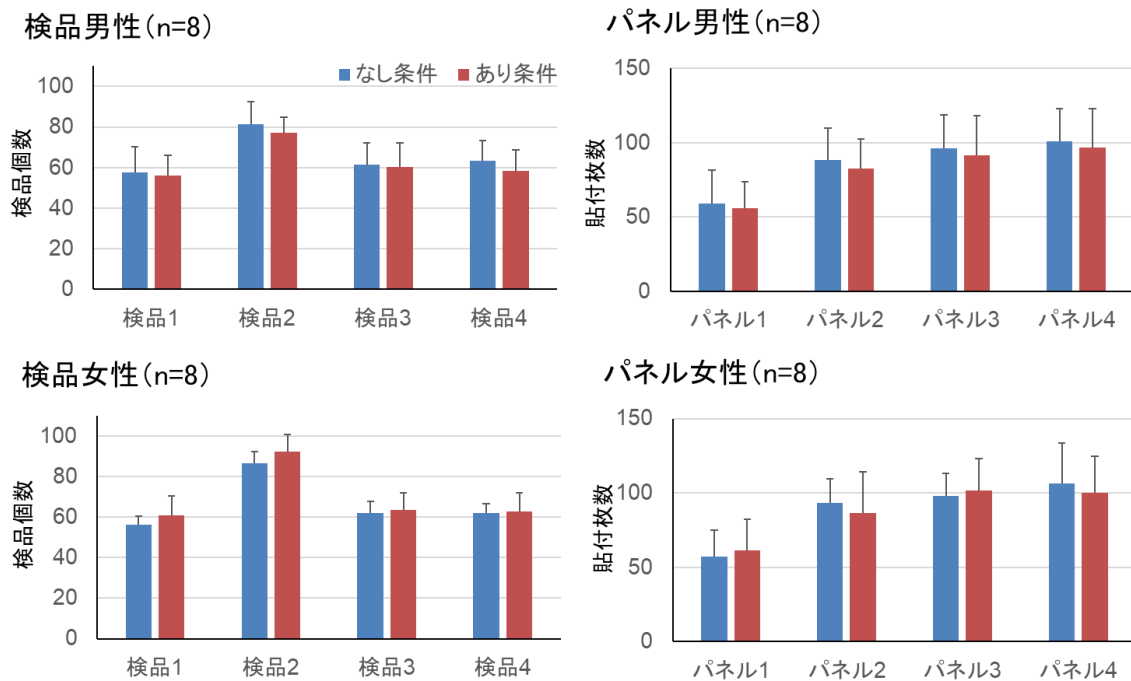 検品男性(n=8)
なし条件 あり条件
検品個数
100
80
60
40
20
0
検品1 検品2 検品3 検品4
パネル男性(n=8)
貼付枚数
150
100
50
0
パネル1 パネル2 パネル3 パネル4
検品女性(n=8)
検品個数
100
80
60
40
20
0
検品1 検品2 検品3 検品4
パネル女性(n=8)
貼付枚数
150
100
50
0
パネル1 パネル2 パネル3 パネル4